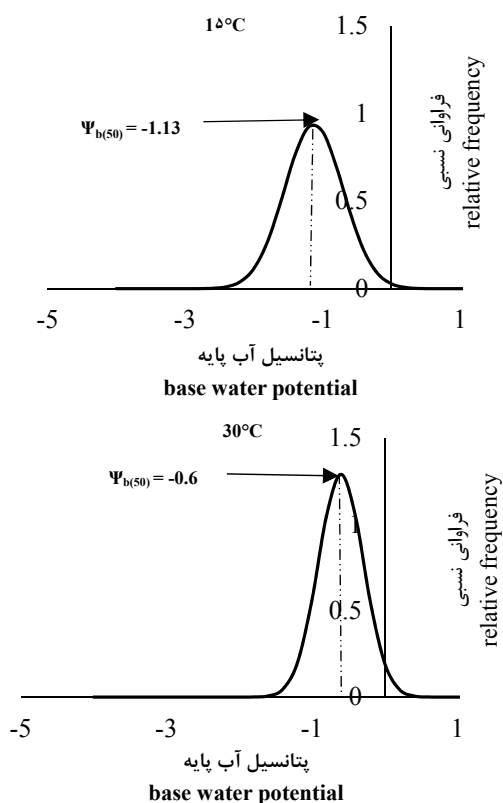 1۵°C
1.5
Ψb(50) = -1.13
1
0.5
0
فراوانی نسبی
relative frequency
-5 -3 -1 1
پتانسیل آب پایه
base water potential
30°C
1.5
Ψb(50) = -0.6
1
0.5
0
فراوانی نسبی
relative frequency
-5 -3 -1 1
پتانسیل آب پایه
base water potential